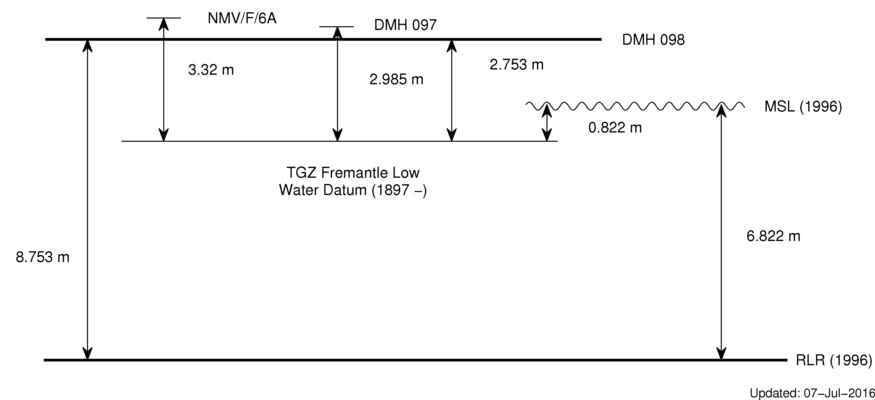 NMV/F/6A
DMH 097
DMH 098
3.32 m
2.985 m
2.753 m
MSL (1996)
0.822 m
TGZ Fremantle Low
Water Datum (1897 −)
8.753 m
6.822 m
RLR (1996)
Updated: 07−Jul−2016